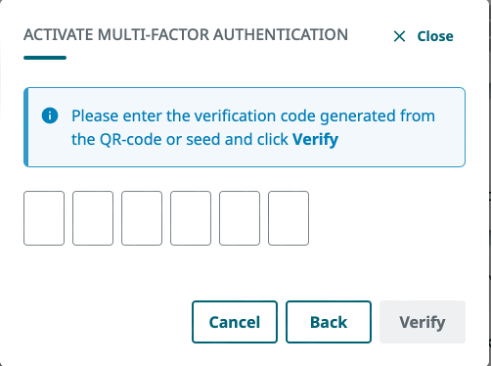 ACTIVATE MULTI-FACTOR AUTHENTICATION
Close
Please enter the verification code generated from
the QR-code or seed and click Verify
Cancel
Back
Verify